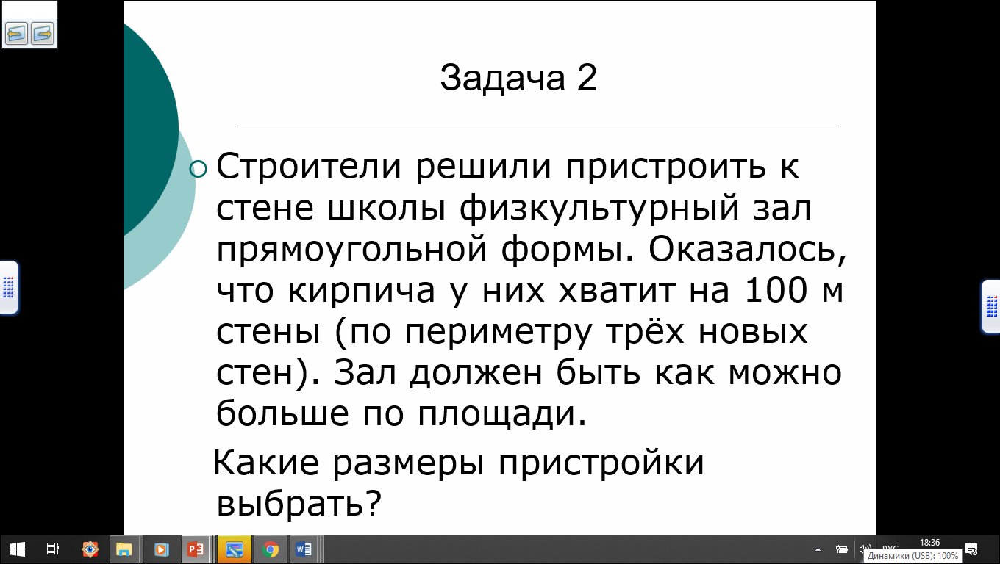 Задача 2
Строители решили пристроить к
стене школы физкультурный зал
прямоугольной формы. Оказалось,
что кирпича у них хватит на 100 м
стены (по периметру трёх новых
стен). Зал должен быть как можно
больше по площади.
Какие размеры пристройки
выбрать?
18:36
Динамики (USB): 100%